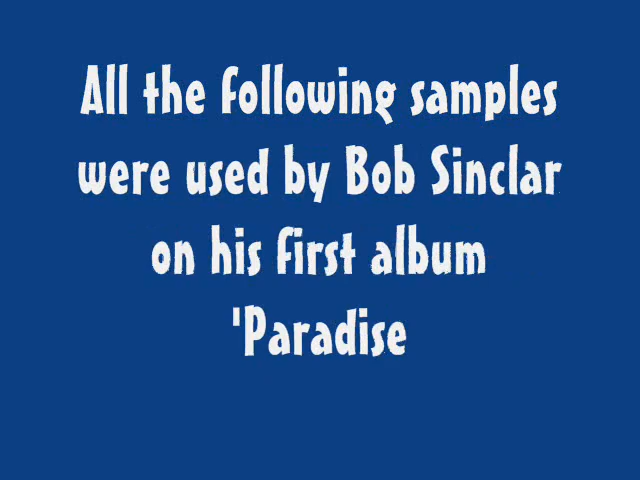 All the following samples
were used by Bob Sinclar
on his first album
'Paradise